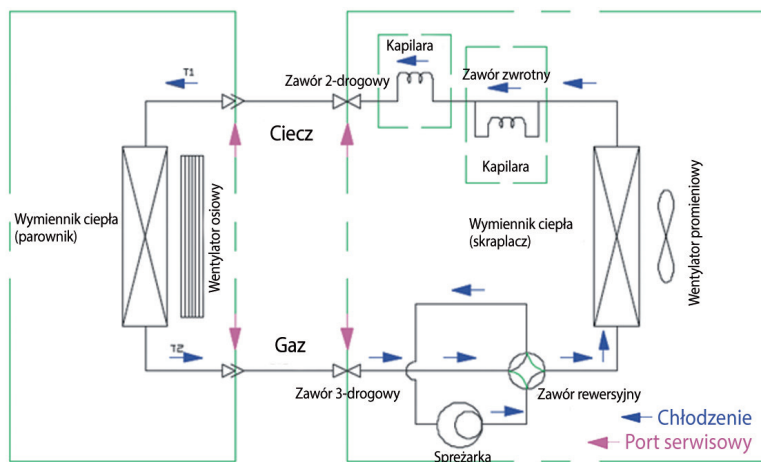 Kapilara
T1
Zawór 2-drogowy
Zawór zwrotny
Ciecz
Kapilara
Wymiennik ciepła
(parownik)
Wentylator osiowy
Wymiennik ciepła
(skraplacz)
Wentylator promieniowy
T2
Gaz
Zawór 3-drogowy
Zawór rewersyjny
Sprężarka
Chłodzenie
Port serwisowy